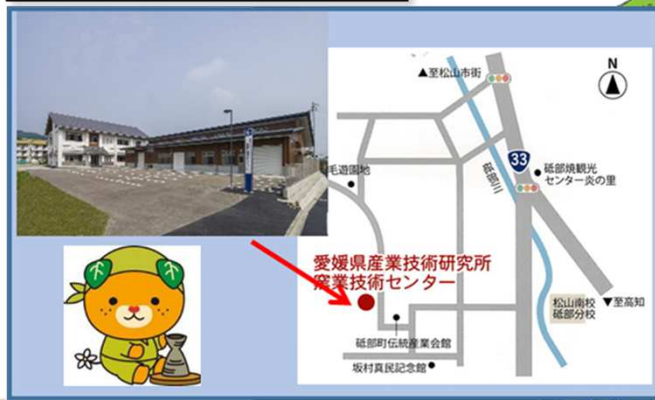 ▲至松山市街
N
33
砥部川
砥部焼観光
センター炎の里
毛遊園地
愛媛県産業技術研究所
窯業技術センター
松山南校
砥部分校
▼至高知
砥部町伝統産業会館
坂村真民記念館